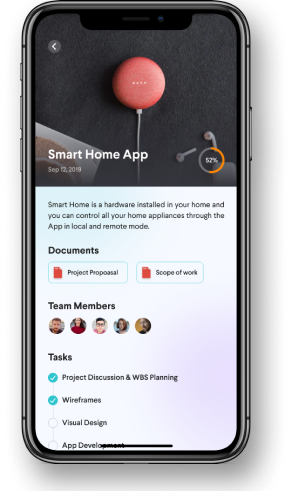 Smart Home App
Sep 12, 2019
52%
Smart Home is a hardware installed in your home and
you can control all your home appliances through the
App in local and remote mode.
Documents
Project Propoasal
Scope of work
Team Members
Tasks
Project Discussion & WBS Planning
Wireframes
Visual Design
App Development